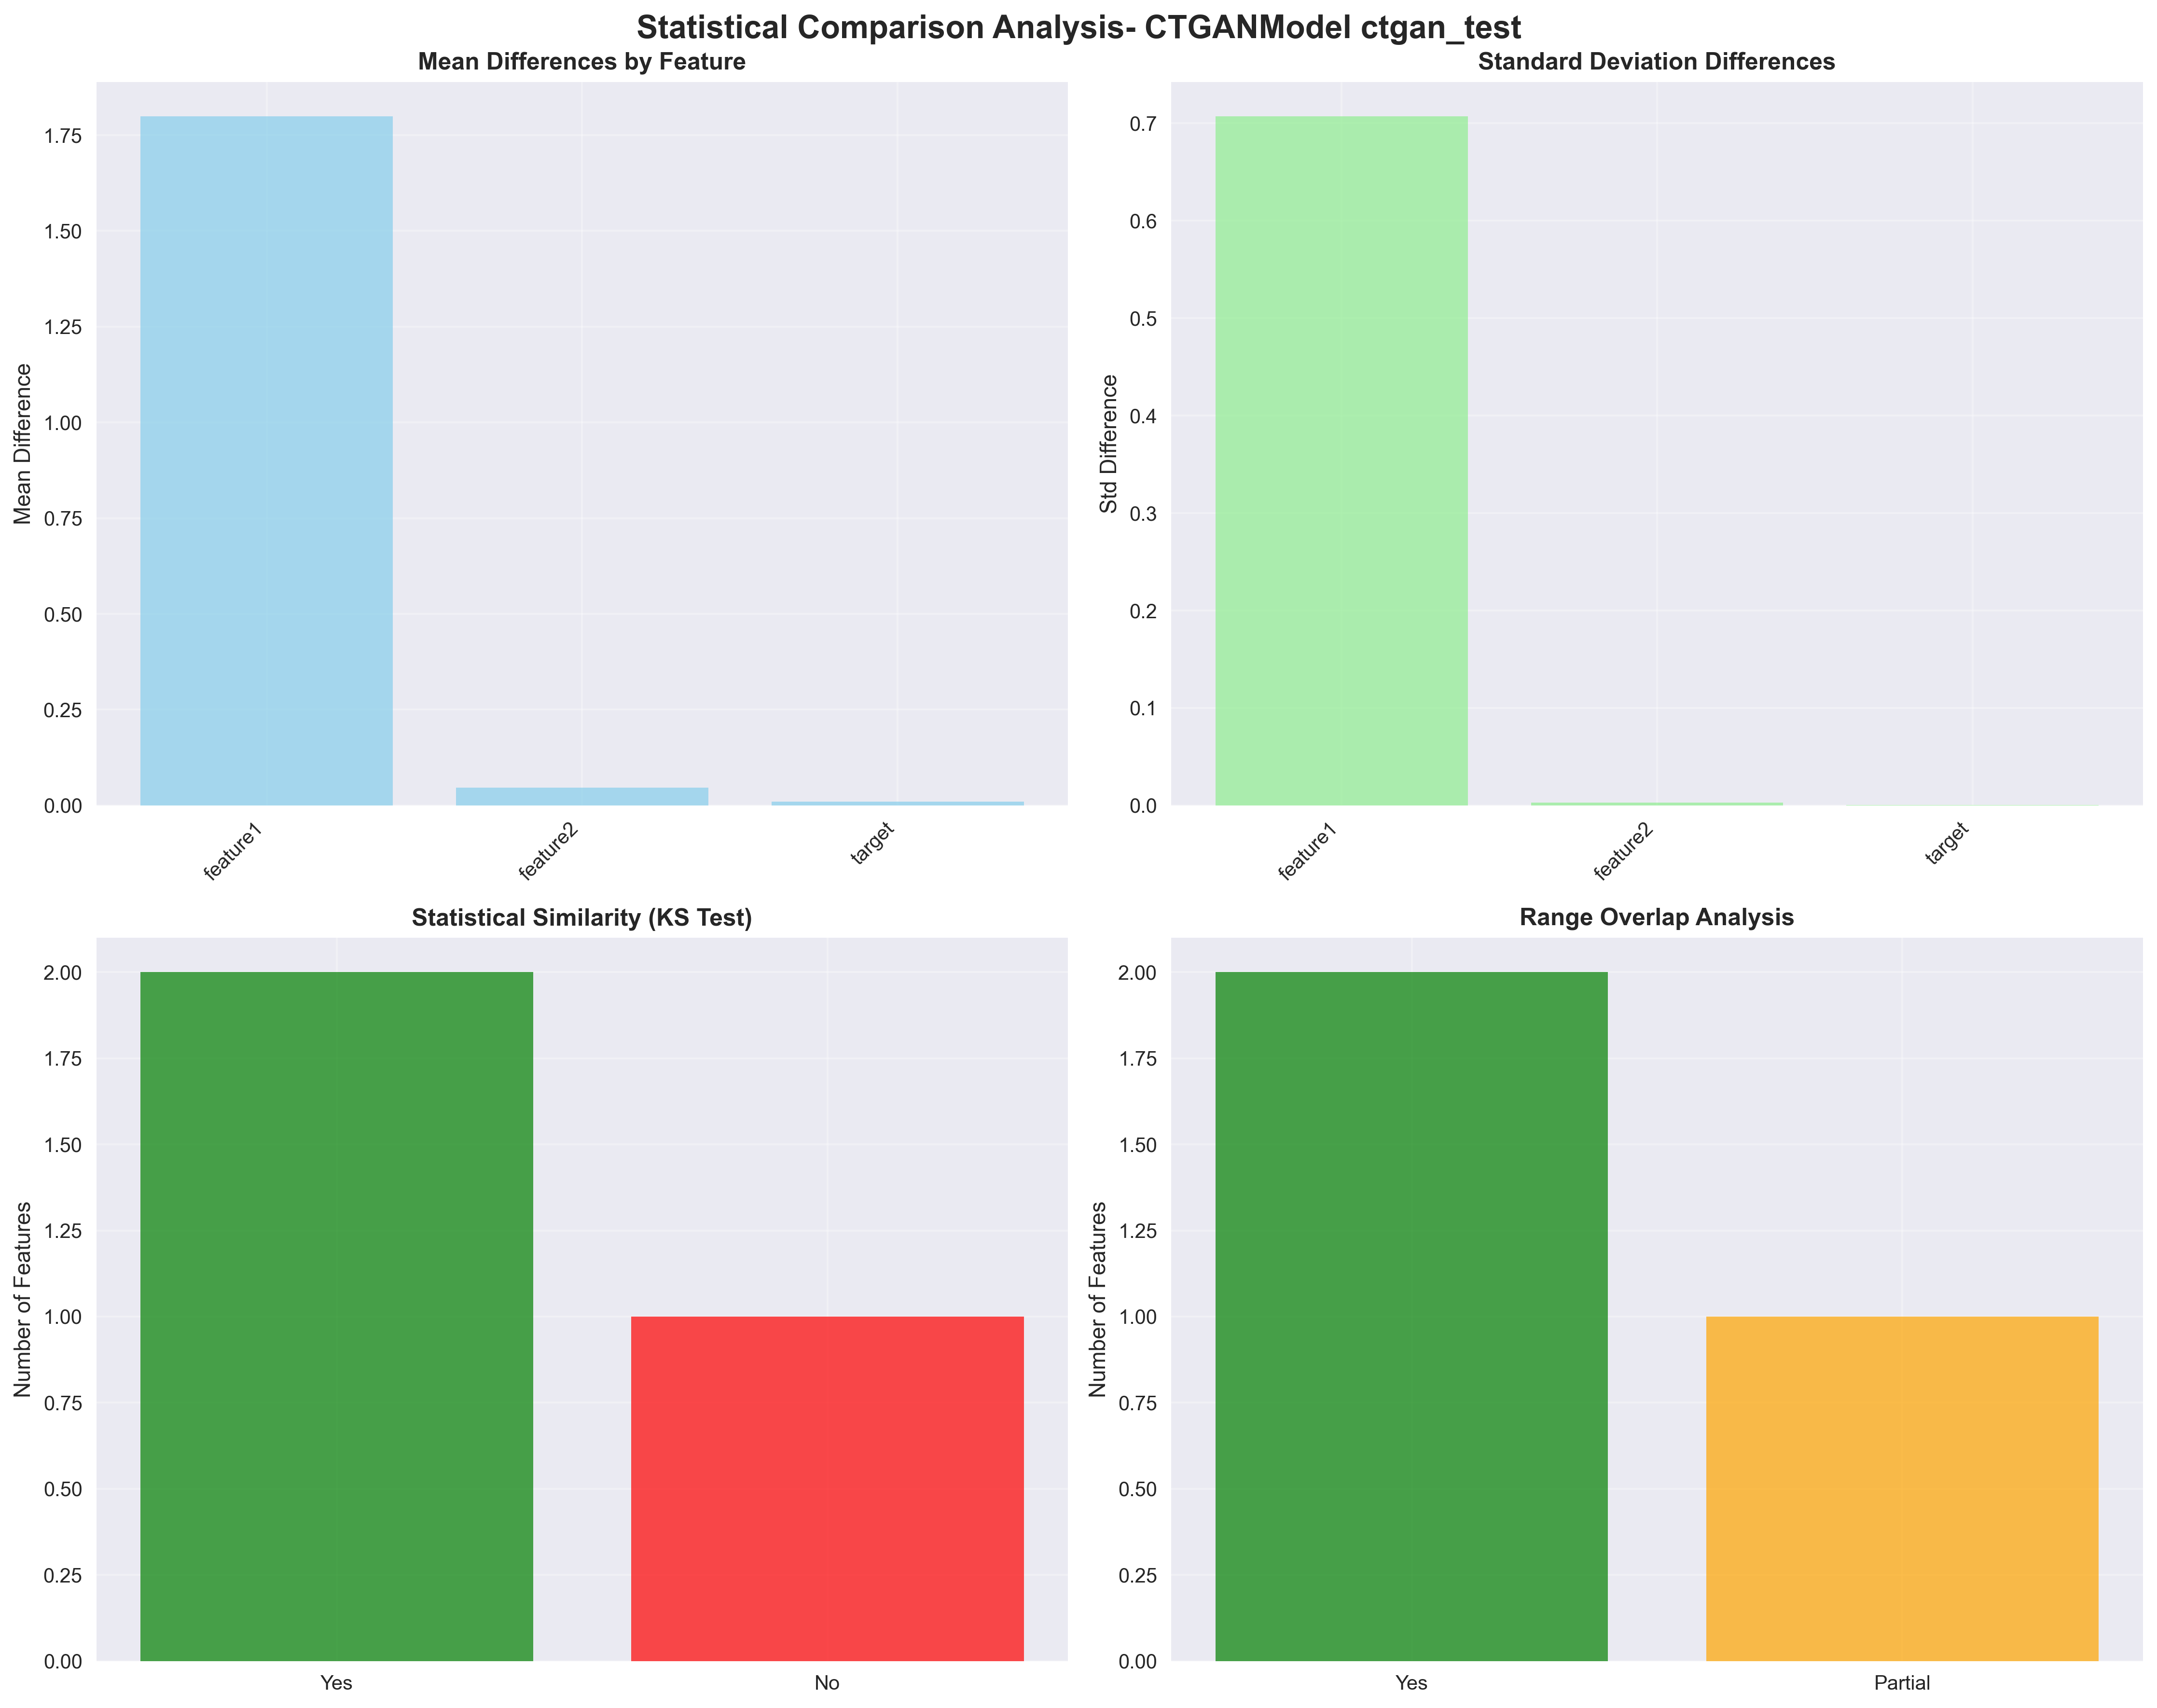 Statistical Comparison Analysis- CTGANModel ctgan_test
Mean Differences by Feature
Mean Difference
1.75
1.50
1.25
1.00
0.75
0.50
0.25
0.00
feature1
feature2
target
Standard Deviation Differences
Std Difference
0.7
0.6
0.5
0.4
0.3
0.2
0.1
0.0
feature1
feature2
target
Statistical Similarity (KS Test)
Number of Features
2.00
1.75
1.50
1.25
1.00
0.75
0.50
0.25
0.00
Yes
No
Range Overlap Analysis
Number of Features
2.00
1.75
1.50
1.25
1.00
0.75
0.50
0.25
0.00
Yes
Partial